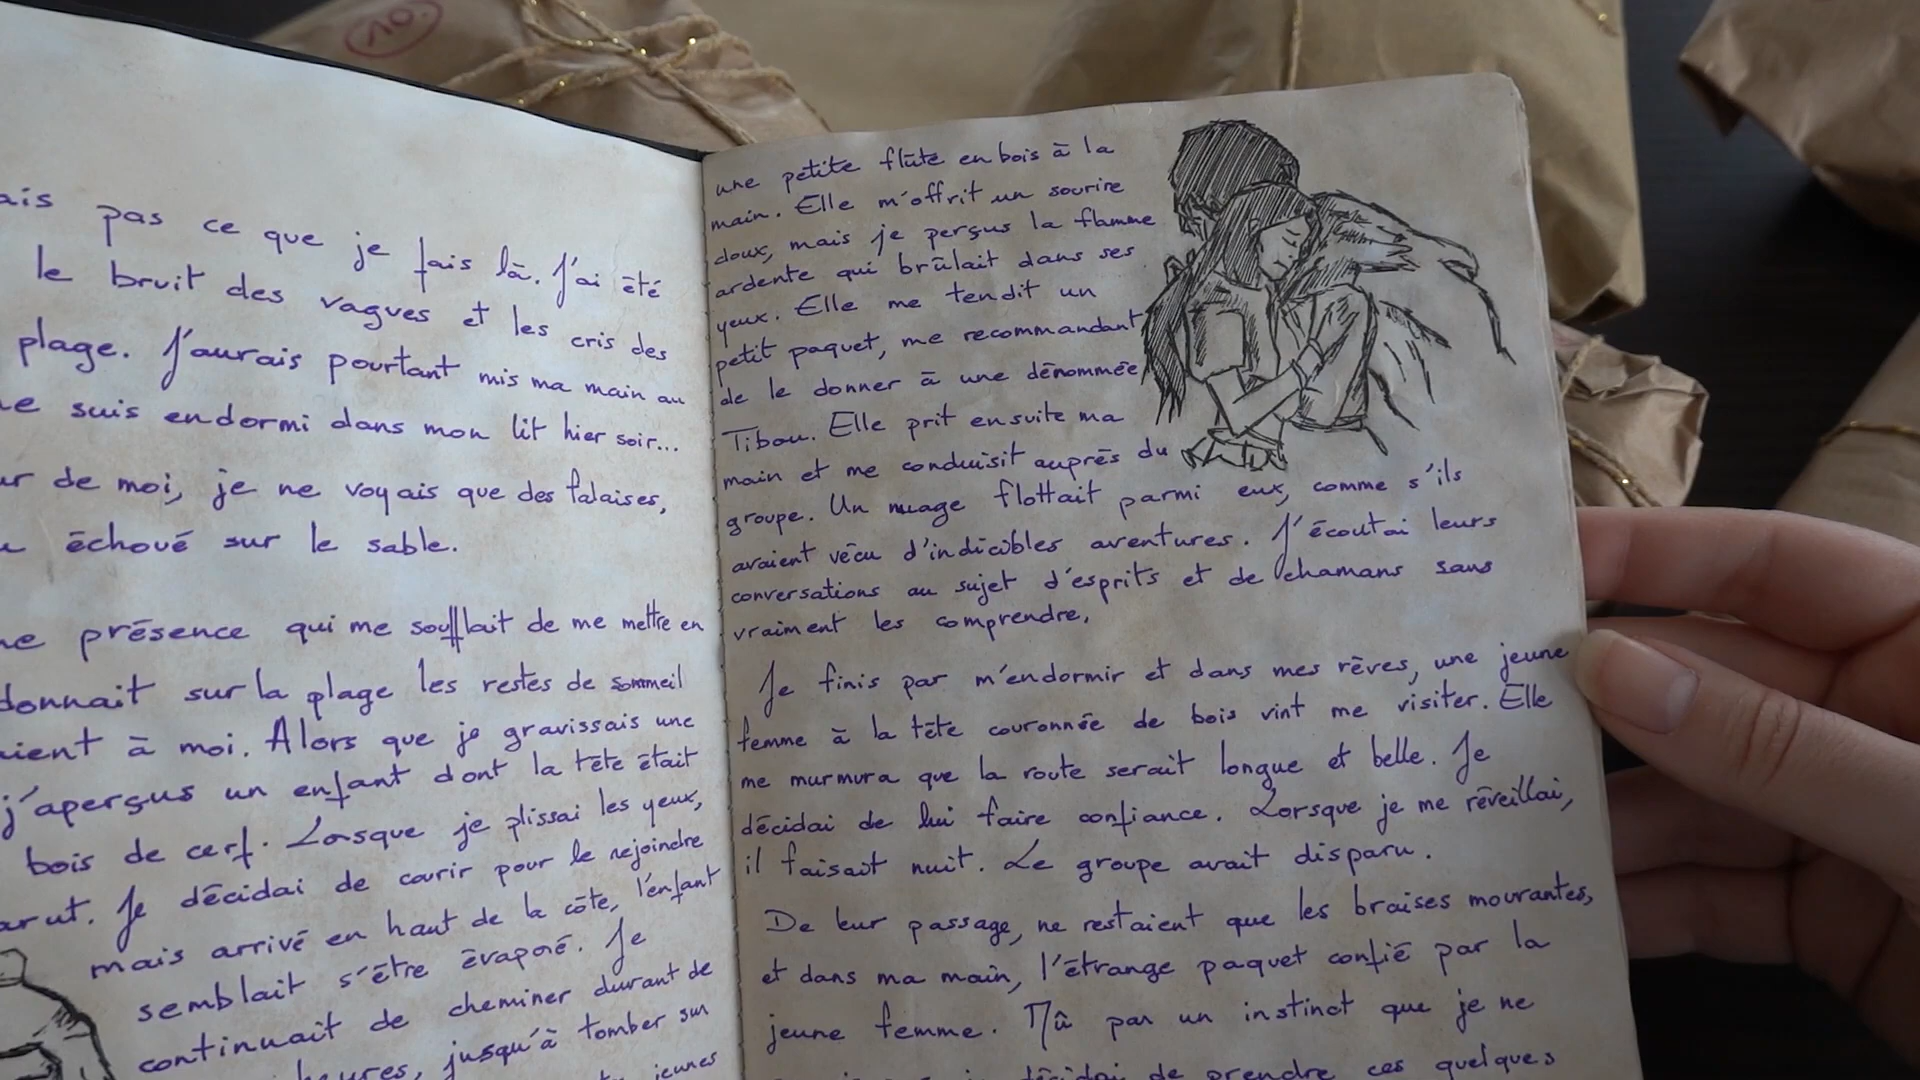 10.
ais pas ce que je fais là. J'ai été
le bruit des vagues et les cris des
plage. J'aurais pourtant mis ma main au
e suis endormi dans mon lit hier soir...
ur de moi, je ne voyais que des falaises,
échoué sur le sable.
ne présence qui me soufflait de me mettre en
donnait sur la plage les restes de sommeil
aient à moi. Alors que je gravissais une
j'aperçus un enfant dont la tête était
bois de cerf. Lorsque je plissai les yeux,
arut. Je décidai de courir pour le rejoindre
mais arrivé en haut de la côte, l'enfant
semblait s'être évaporé. Je
continuait de cheminer durant de
heures, jusqu'à tomber sur
jeunes
une petite flûte en bois à la
main. Elle m'offrit un sourire
doux, mais je perçus la flamme
ardente qui brûlait dans ses
yeux. Elle me tendit un
petit paquet, me recommandant
de le donner à une dénommée
Tibou. Elle prit ensuite ma
main et me conduisit auprès du
groupe. Un nuage flottait parmi eux, comme s'ils
avaient vécu d'indicibles aventures. J'écoutai leurs
conversations au sujet d'esprits et de chamans sans
vraiment les comprendre.
Je finis par m'endormir et dans mes rêves, une jeune
femme à la tête couronnée de bois vint me visiter. Elle
me murmura que la route serait longue et belle. Je
décidai de lui faire confiance. Lorsque je me réveillai,
il faisait nuit. Le groupe avait disparu.
De leur passage, ne restaient que les braises mourantes,
et dans ma main, l'étrange paquet confié par la
jeune femme. Mû par un instinct que je ne
décidai de prendre ces quelques